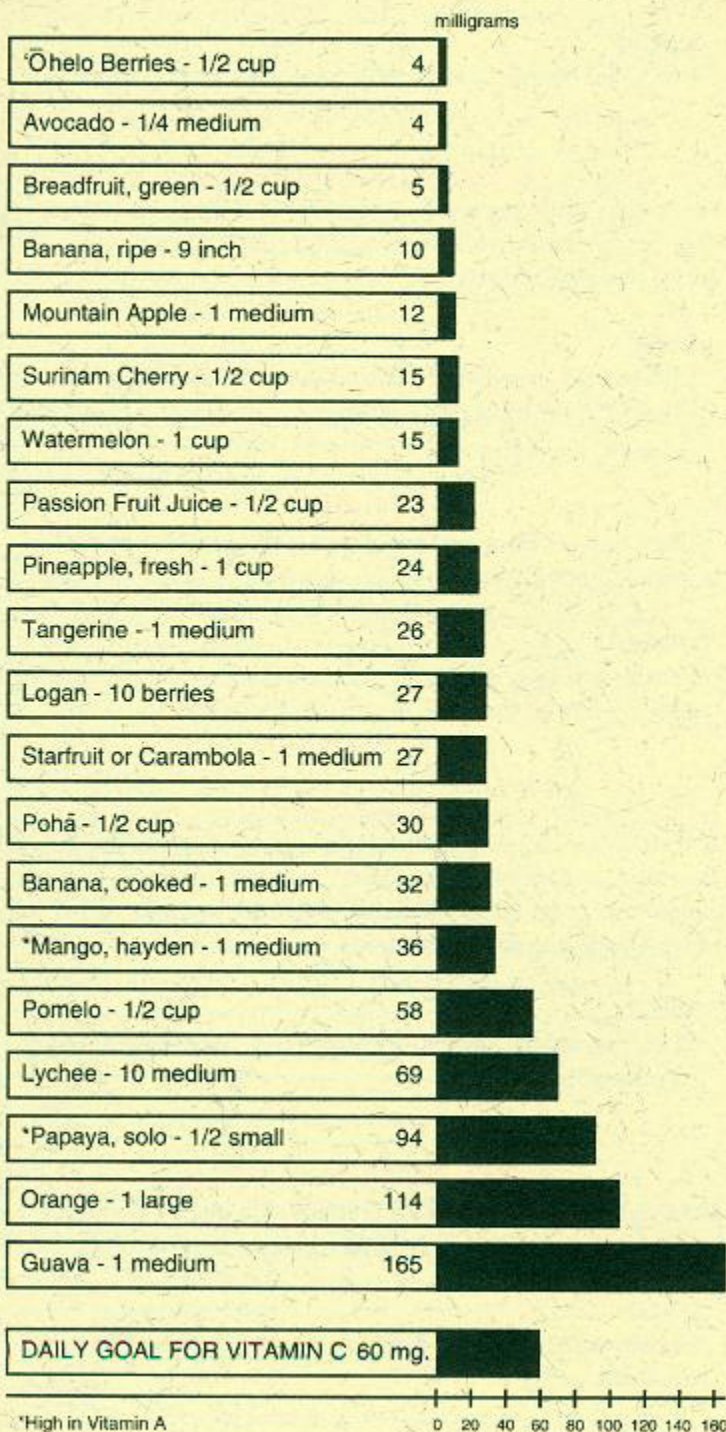 milligrams
ʻŌhelo Berries - 1/2 cup 4
Avocado - 1/4 medium 4
Breadfruit, green - 1/2 cup 5
Banana, ripe - 9 inch 10
Mountain Apple - 1 medium 12
Surinam Cherry - 1/2 cup 15
Watermelon - 1 cup 15
Passion Fruit Juice - 1/2 cup 23
Pineapple, fresh - 1 cup 24
Tangerine - 1 medium 26
Logan - 10 berries 27
Starfruit or Carambola - 1 medium 27
Pohā - 1/2 cup 30
Banana, cooked - 1 medium 32
*Mango, hayden - 1 medium 36
Pomelo - 1/2 cup 58
Lychee - 10 medium 69
*Papaya, solo - 1/2 small 94
Orange - 1 large 114
Guava - 1 medium 165
DAILY GOAL FOR VITAMIN C 60 mg.
0 20 40 60 80 100 120 140 160
*High in Vitamin A